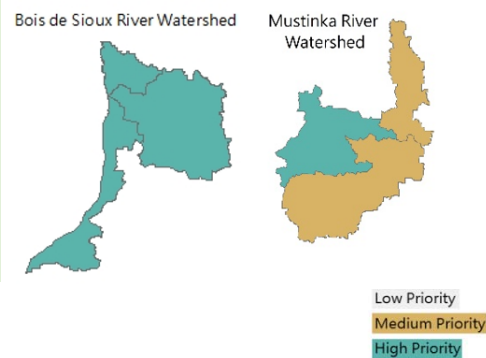 Bois de Sioux River Watershed
Mustinka River
Watershed
Low Priority
Medium Priority
High Priority